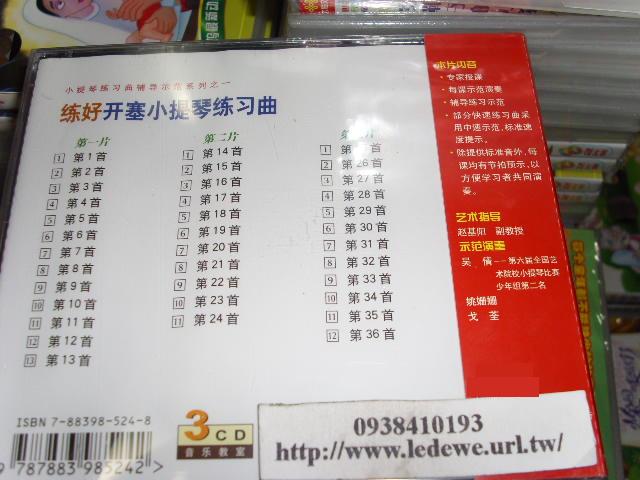 小提琴练习曲辅导示范系列之一
练好开塞小提琴练习曲
第一片
1 第1首
2 第2首
3 第3首
4 第4首
5 第5首
6 第6首
7 第7首
8 第8首
9 第9首
10 第10首
11 第11首
12 第12首
13 第13首
第二片
1 第14首
2 第15首
3 第16首
4 第17首
5 第18首
6 第19首
7 第20首
8 第21首
9 第22首
10 第23首
11 第24首
第 片
1 第 首
2 第26首
3 第27首
4 第28首
5 第29首
6 第30首
7 第31首
8 第32首
9 第33首
10 第34首
11 第35首
12 第36首
本片内容
·专家授课
·每课示范演奏
·辅导练习示范
·部分快速练习曲采
用中速示范,标准速
度提示。
·除提供标准音外,每
课均有节拍预示,以
方便学习者共同演
奏。
艺术指导
赵基阳 副教授
示范演奏
吴倩——第六届全国艺
术院校小提琴比赛
少年组第二名
姚姗姗
戈荃
ISBN 7-88398-524-8
9 787883 985242 >
3CD
音乐教室
0938410193
http://www.ledewe.url.tw/